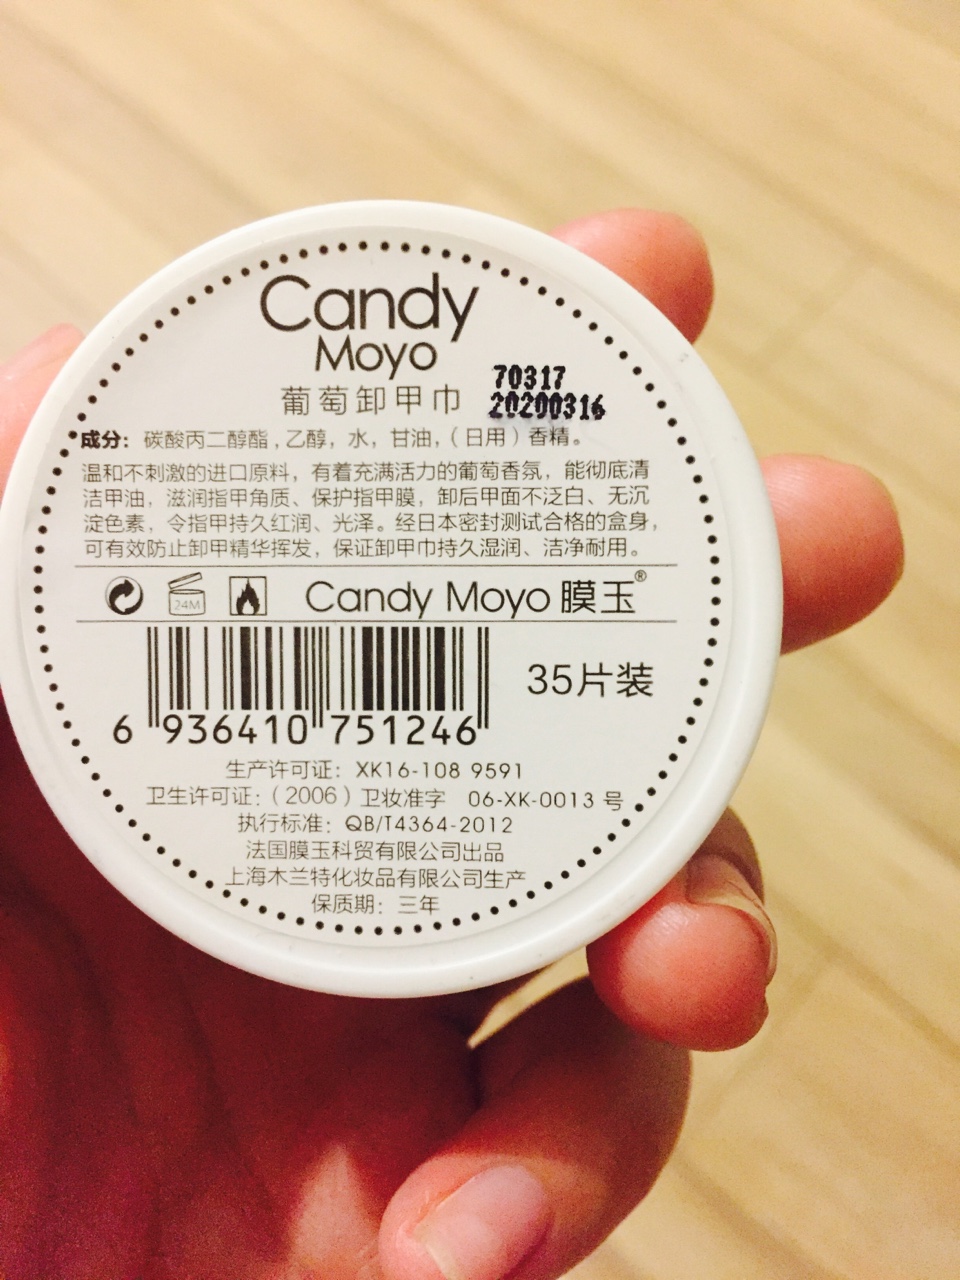 Candy
Moyo
葡萄卸甲巾
70317
20200316
成分：碳酸丙二醇酯，乙醇，水，甘油，（日用）香精。
温和不刺激的进口原料，有着充满活力的葡萄香氛，能彻底清
洁甲油，滋润指甲角质、保护指甲膜，卸后甲面不泛白、无沉
淀色素，令指甲持久红润、光泽。经日本密封测试合格的盒身，
可有效防止卸甲精华挥发，保证卸甲巾持久湿润、洁净耐用。
24M
Candy Moyo 膜玉®
35片装
6 936410 751246
生产许可证：XK16-108 9591
卫生许可证：（2006）卫妆准字 06-XK-0013 号
执行标准：QB/T4364-2012
法国膜玉科贸有限公司出品
上海木兰特化妆品有限公司生产
保质期：三年